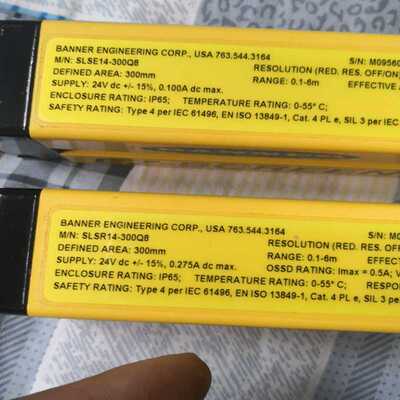 BANNER ENGINEERING CORP., USA 763.544.3164 S/N: M09560
M/N: SLSE14-300Q8 RESOLUTION (RED. RES. OFF/ON)
DEFINED AREA: 300mm RANGE: 0.1-6m EFFECTIVE
SUPPLY: 24V dc +/- 15%, 0.100A dc max.
ENCLOSURE RATING: IP65; TEMPERATURE RATING: 0-55° C;
SAFETY RATING: Type 4 per IEC 61496, EN ISO 13849-1, Cat. 4 PL e, SIL 3 per IEC
BANNER ENGINEERING CORP., USA 763.544.3164 S/N: M0
M/N: SLSR14-300Q8 RESOLUTION (RED. RES. OFF
DEFINED AREA: 300mm RANGE: 0.1-6m
SUPPLY: 24V dc +/- 15%, 0.275A dc max. OSSD RATING: Imax = 0.5A; V
ENCLOSURE RATING: IP65; TEMPERATURE RATING: 0-55° C; RESPO
SAFETY RATING: Type 4 per IEC 61496, EN ISO 13849-1, Cat. 4 PL e, SIL 3